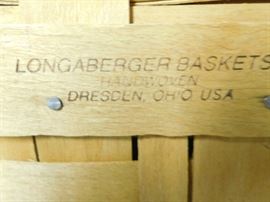 LONGABERGER BASKETS
HANDWOVEN
DRESDEN, OHIO USA